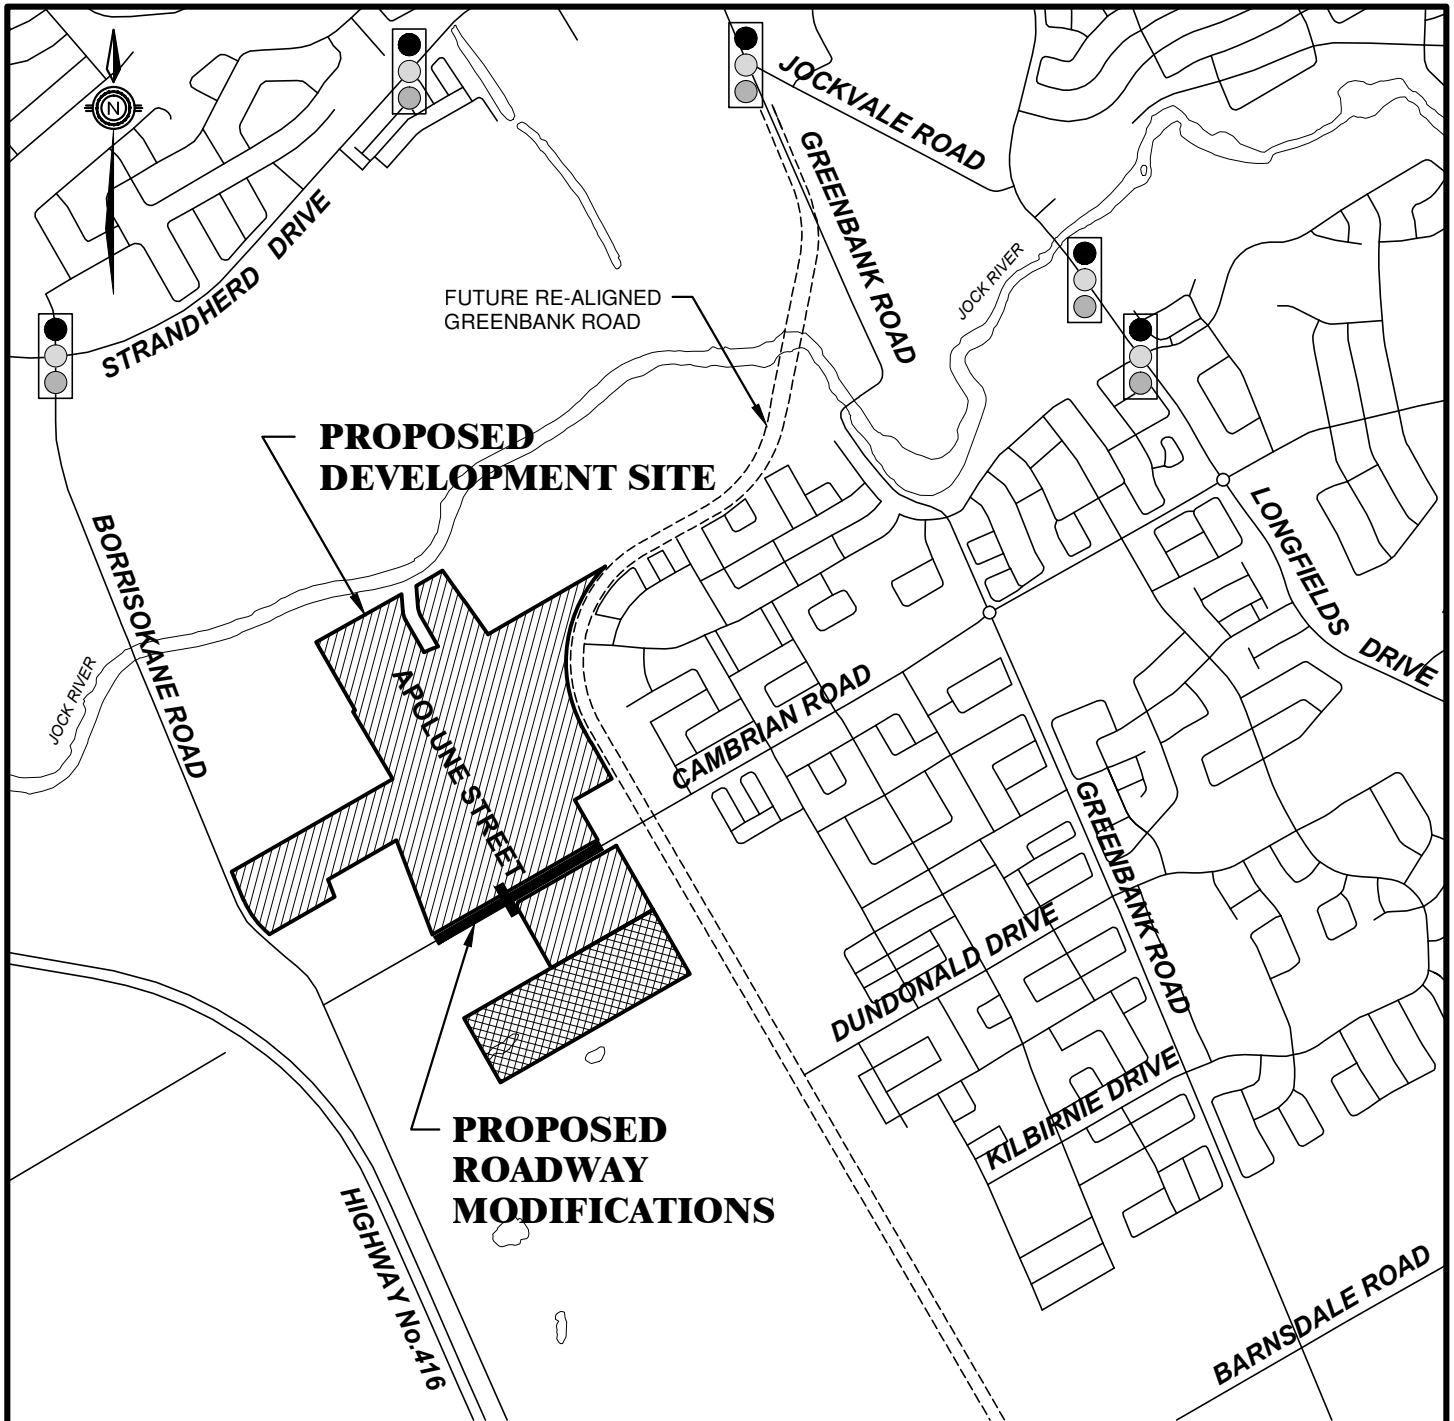 N
JOCKVALE ROAD
GREENBANK ROAD
STRANDHERD DRIVE
JOCK RIVER
FUTURE RE-ALIGNED
GREENBANK ROAD
PROPOSED
DEVELOPMENT SITE
BORRISOKANE ROAD
LONGFIELDS DRIVE
JOCK RIVER
APOLUNE STREET
CAMBRIAN ROAD
GREENBANK ROAD
DUNDONALD DRIVE
KILBIRNIE DRIVE
PROPOSED
ROADWAY
MODIFICATIONS
HIGHWAY No.416
BARNSDALE ROAD